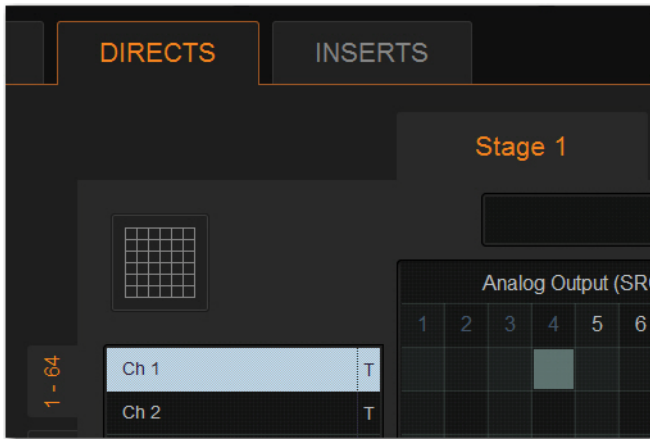 DIRECTS INSERTS
Stage 1
Analog Output (SR
1 2 3 4 5 6
1 - 64
Ch 1 T
Ch 2 T